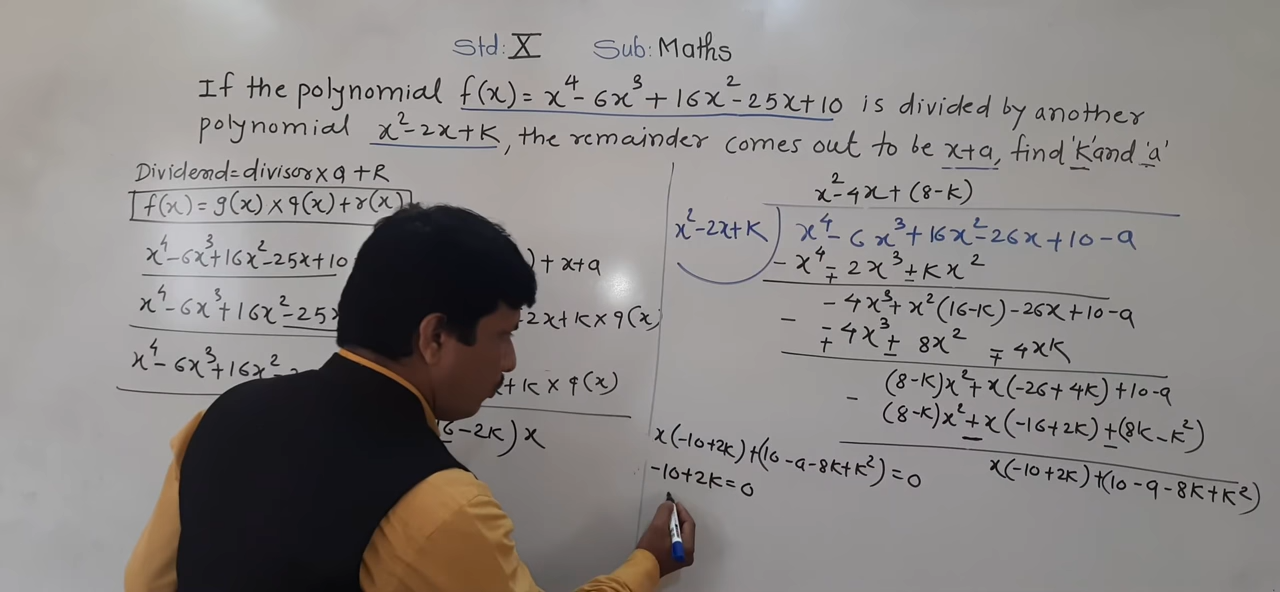 Std: X Sub: Maths
If the polynomial f(x) = x⁴ - 6x³ + 16x² - 25x + 10 is divided by another
polynomial x² - 2x + K, the remainder comes out to be x+a, find 'K' and 'a'
Dividend = divisor × q + R
f(x) = g(x) × q(x) + r(x)
x⁴ - 6x³ + 16x² - 25x + 10 ) + x+a
x⁴ - 6x³ + 16x² - 25x 2x + K × q(x)
x⁴ - 6x³ + 16x² + K × q(x)
- 2K) x
x² - 4x + (8-K)
x² - 2x + K ) x⁴ - 6x³ + 16x² - 26x + 10 - a
- x⁴ ∓ 2x³ ± Kx²
- 4x³ + x²(16-K) - 26x + 10 - a
- ∓ 4x³ ± 8x² ∓ 4xK
(8-K)x² + x(-26+4K) + 10-a
- (8-K)x² + x(-16+2K) + (8K-K²)
x(-10+2K) + (10-a-8K+K²)
x(-10+2K) + (10-a-8K+K²) = 0
-10+2K = 0